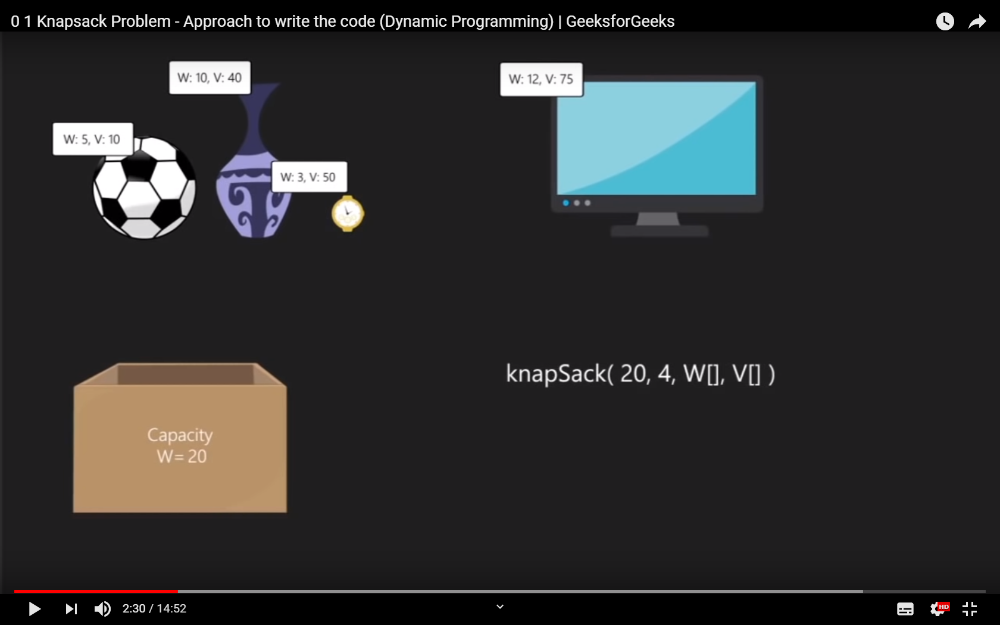 0 1 Knapsack Problem - Approach to write the code (Dynamic Programming) | GeeksforGeeks
W: 10, V: 40
W: 12, V: 75
W: 5, V: 10
W: 3, V: 50
knapSack( 20, 4, W[], V[] )
Capacity
W= 20
2:30 / 14:52
HD